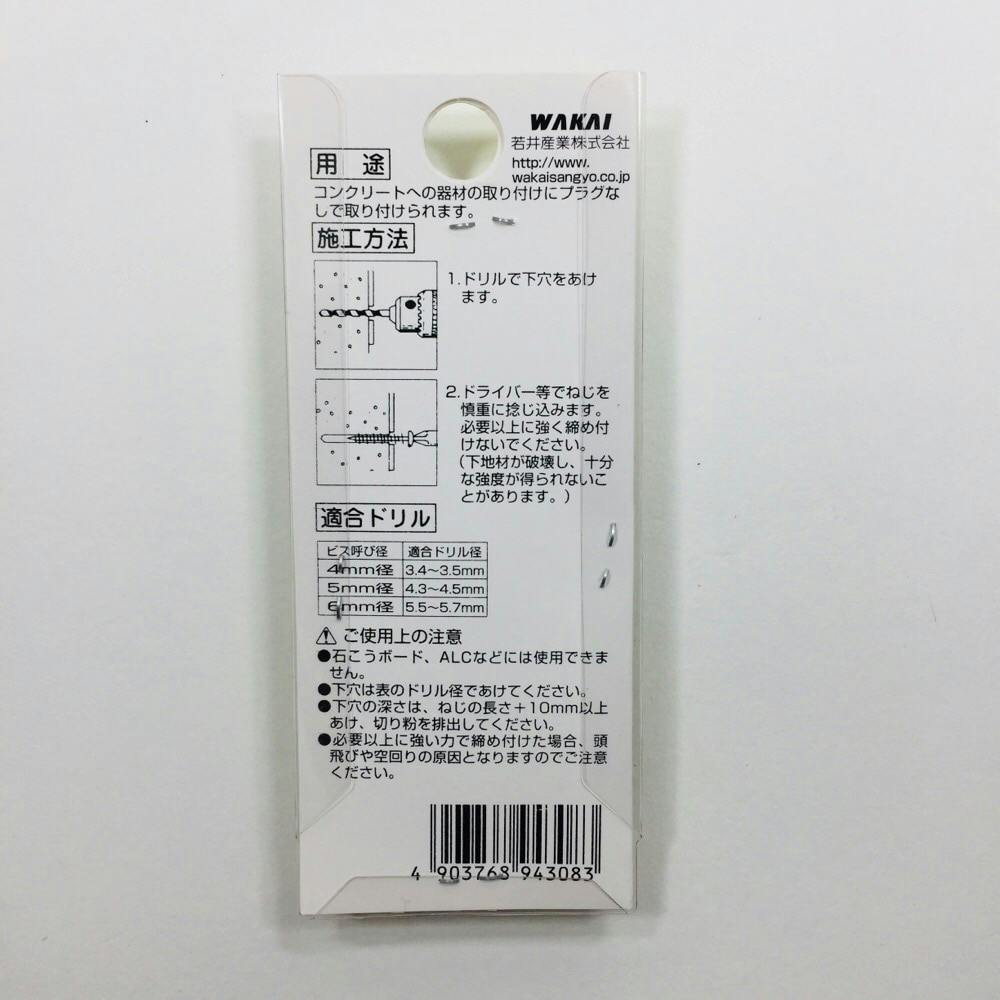 WAKAI
若井産業株式会社
http://www.
wakaisangyo.co.jp
用 途
コンクリートへの器材の取り付けにプラグな
しで取り付けられます。
施工方法
1.ドリルで下穴をあけ
ます。
2.ドライバー等でねじを
慎重に捻じ込みます。
必要以上に強く締め付
けないでください。
(下地材が破壊し、十分
な強度が得られないこ
とがあります。)
適合ドリル
ビス呼び径 適合ドリル径
4mm径 3.4〜3.5mm
5mm径 4.3〜4.5mm
6mm径 5.5〜5.7mm
⚠ ご使用上の注意
●石こうボード、ALCなどには使用できま
せん。
●下穴は表のドリル径であけてください。
●下穴の深さは、ねじの長さ+10mm以上
あけ、切り粉を排出してください。
●必要以上に強い力で締め付けた場合、頭
飛びや空回りの原因となりますのでご注意
ください。
4 903768 943083